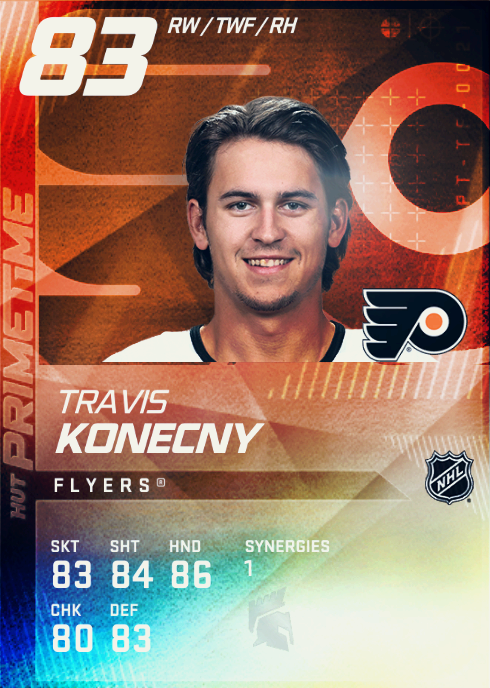 83
RW / TWF / RH
HUT PRIMETIME
TRAVIS
KONECNY
FLYERS®
NHL
SKT SHT HND SYNERGIES
83 84 86 1
CHK DEF
80 83